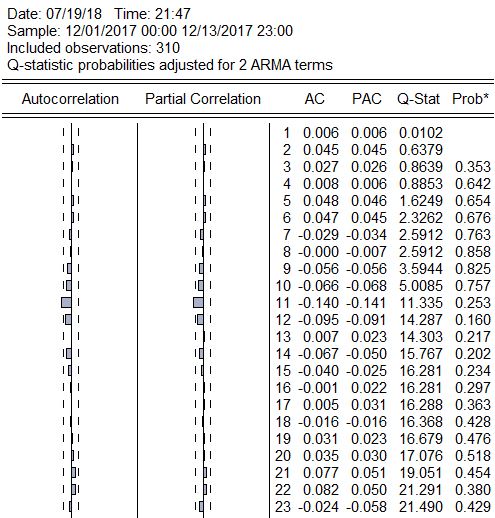 Date: 07/19/18 Time: 21:47
Sample: 12/01/2017 00:00 12/13/2017 23:00
Included observations: 310
Q-statistic probabilities adjusted for 2 ARMA terms
Autocorrelation Partial Correlation AC PAC Q-Stat Prob*
1 0.006 0.006 0.0102
2 0.045 0.045 0.6379
3 0.027 0.026 0.8639 0.353
4 0.008 0.006 0.8853 0.642
5 0.048 0.046 1.6249 0.654
6 0.047 0.045 2.3262 0.676
7 -0.029 -0.034 2.5912 0.763
8 -0.000 -0.007 2.5912 0.858
9 -0.056 -0.056 3.5944 0.825
10 -0.066 -0.068 5.0085 0.757
11 -0.140 -0.141 11.335 0.253
12 -0.095 -0.091 14.287 0.160
13 0.007 0.023 14.303 0.217
14 -0.067 -0.050 15.767 0.202
15 -0.040 -0.025 16.281 0.234
16 -0.001 0.022 16.281 0.297
17 0.005 0.031 16.288 0.363
18 -0.016 -0.016 16.368 0.428
19 0.031 0.023 16.679 0.476
20 0.035 0.030 17.076 0.518
21 0.077 0.051 19.051 0.454
22 0.082 0.050 21.291 0.380
23 -0.024 -0.058 21.490 0.429